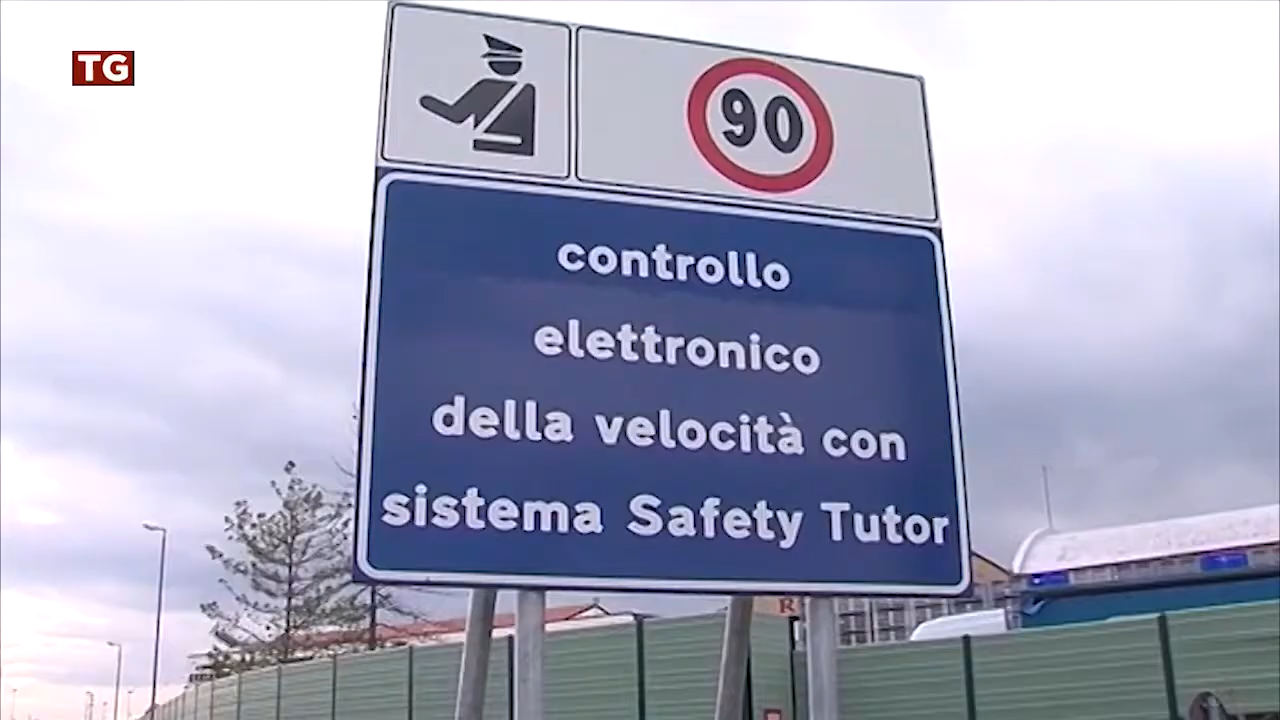 TG
90
controllo
elettronico
della velocità con
sistema Safety Tutor
R